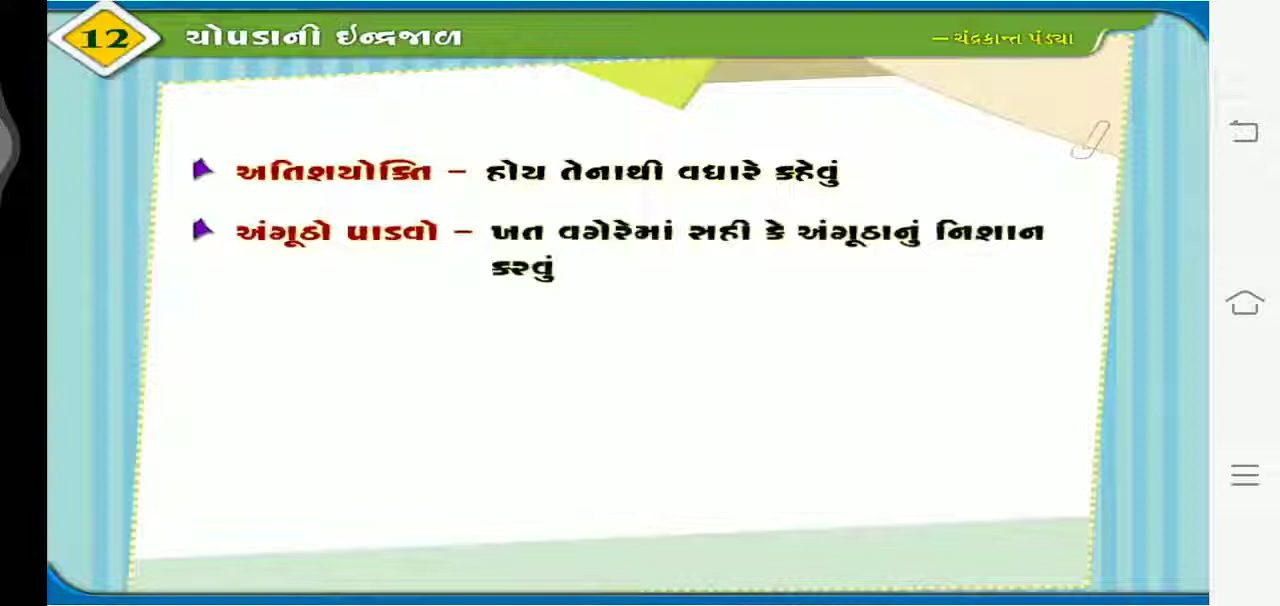 12 ચોપડાની ઇન્દ્રજાળ
– ચંદ્રકાન્ત પંડ્યા
અતિશયોક્તિ – હોય તેનાથી વધારે કહેવું
અંગૂઠો પાડવો – ખત વગેરેમાં સહી કે અંગૂઠાનું નિશાન
કરવું